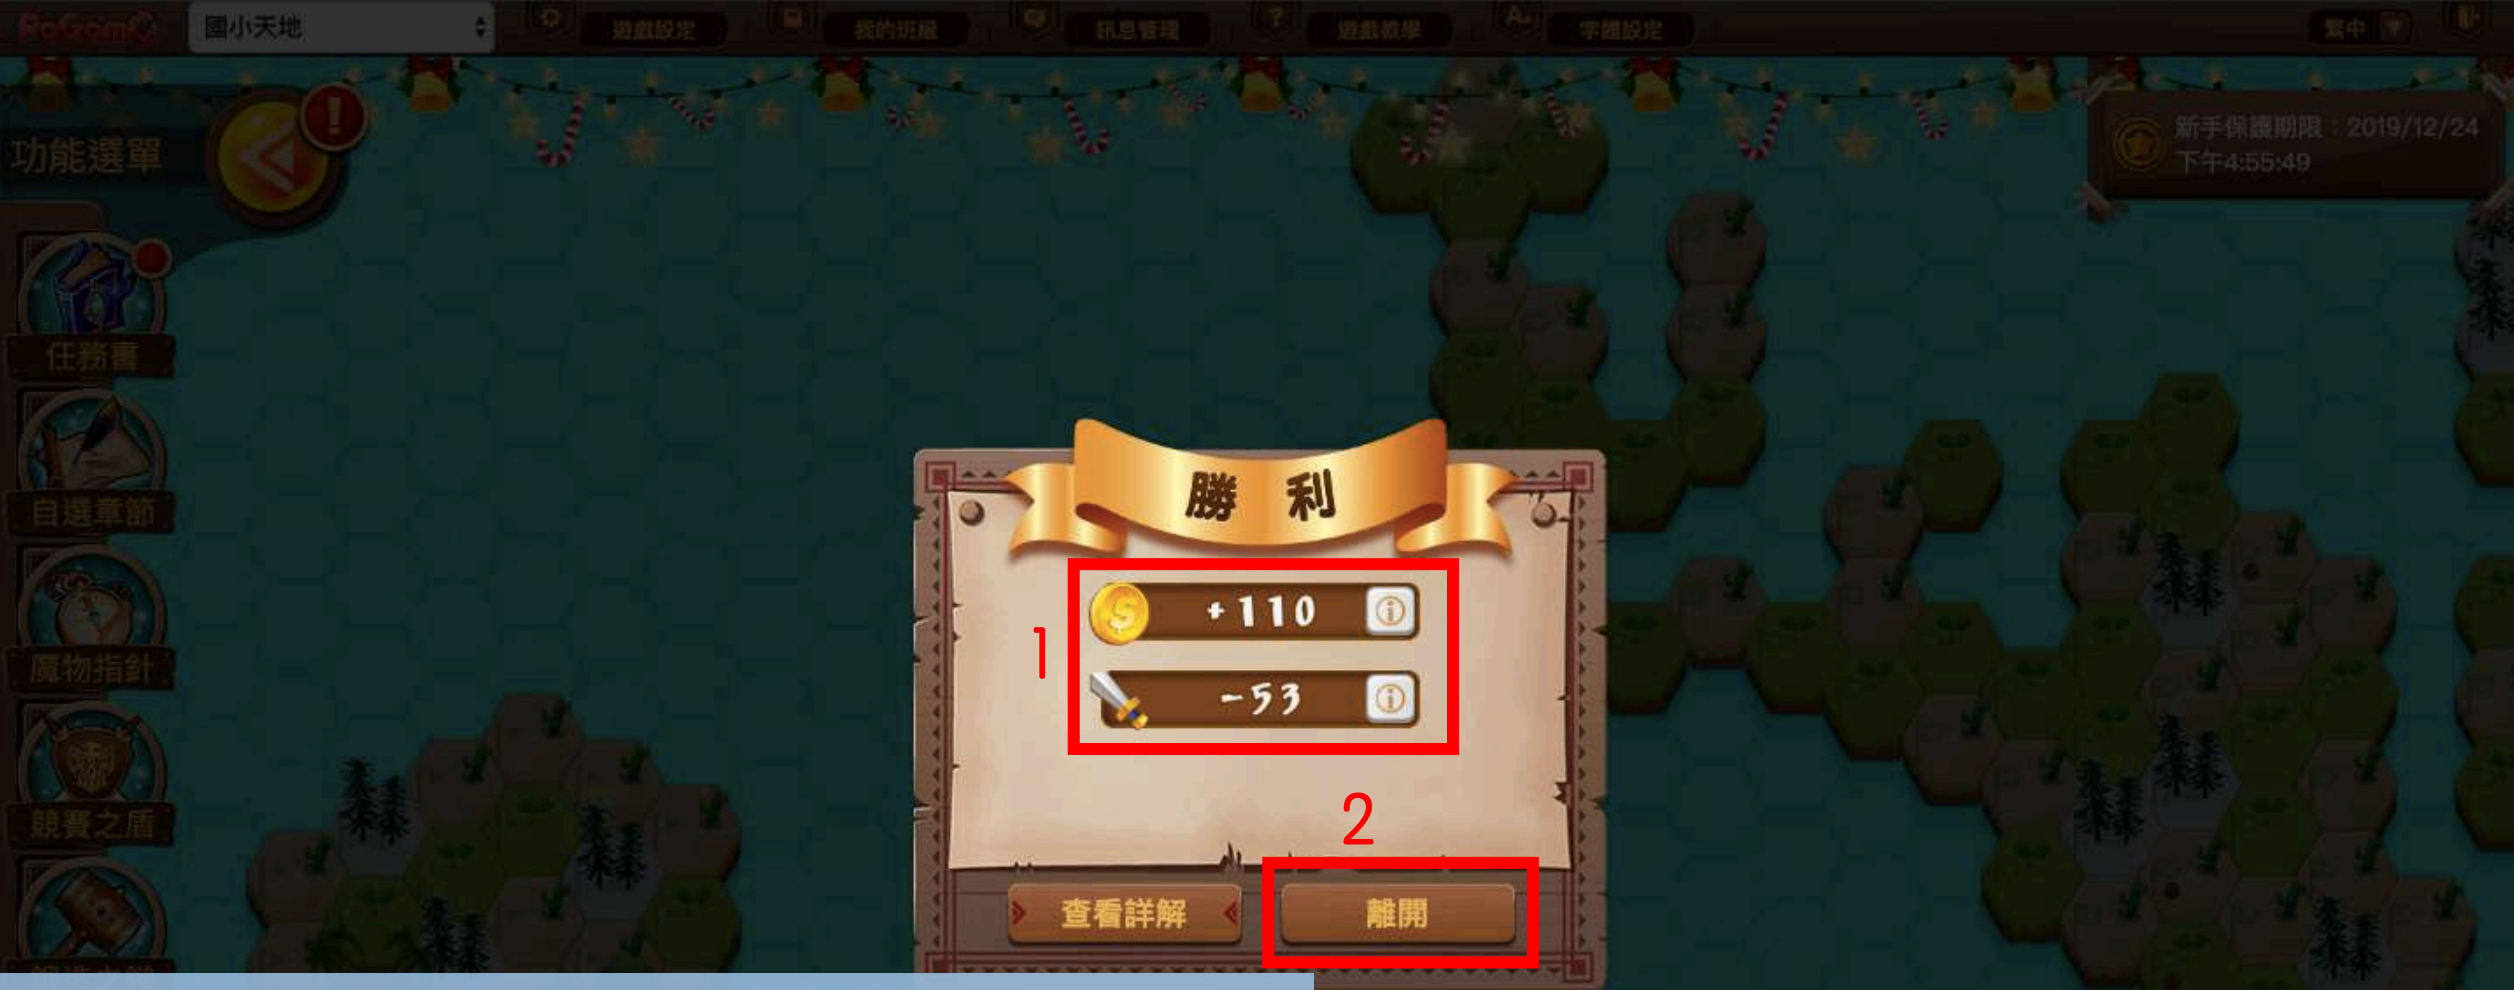 PaGamO
國小天地
遊戲設定
我的班級
訊息管理
遊戲教學
字體設定
繁中
功能選單
新手保護期限：2019/12/24
下午4:55:49
任務書
自選章節
魔物指針
競賽之盾
勝 利
+110
1
-53
2
查看詳解
離開